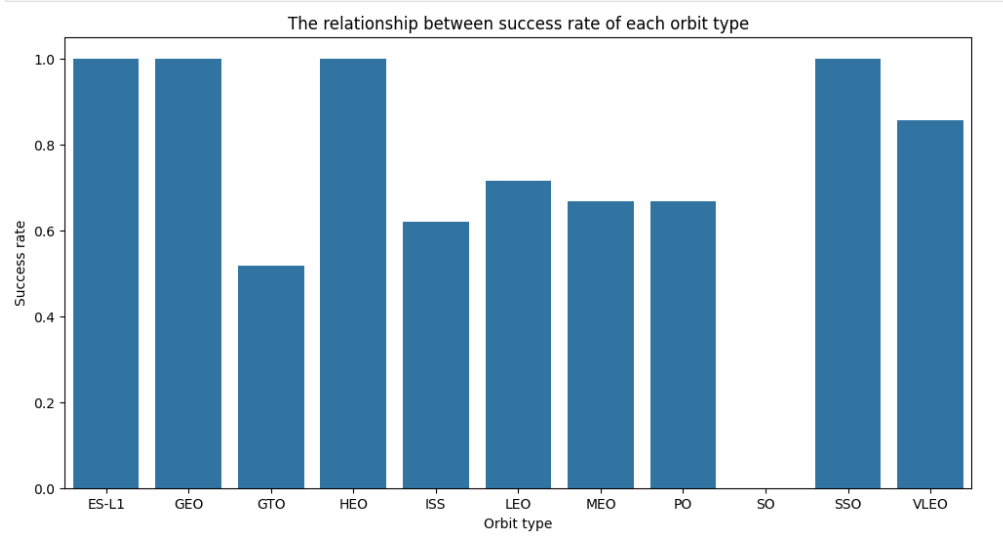 The relationship between success rate of each orbit type
1.0
0.8
0.6
0.4
0.2
0.0
Success rate
ES-L1 GEO GTO HEO ISS LEO MEO PO SO SSO VLEO
Orbit type